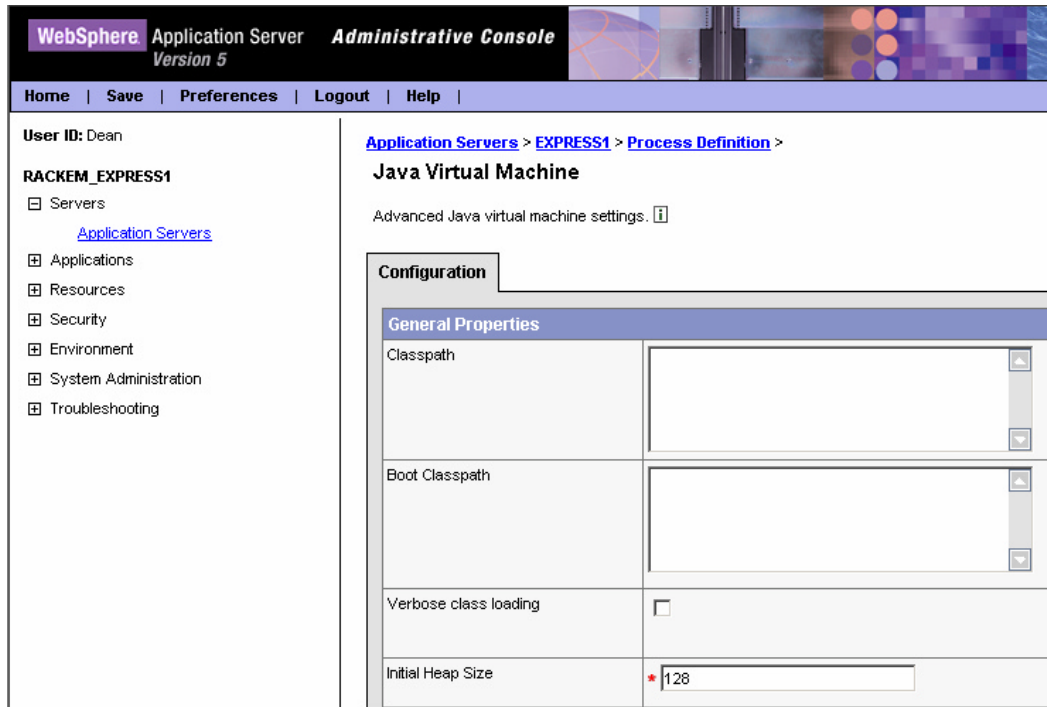 WebSphere. Application Server Administrative Console
Version 5
Home | Save | Preferences | Logout | Help |
User ID: Dean
RACKEM_EXPRESS1
Servers
Application Servers
Applications
Resources
Security
Environment
System Administration
Troubleshooting
Application Servers > EXPRESS1 > Process Definition >
Java Virtual Machine
Advanced Java virtual machine settings. i
Configuration
General Properties
Classpath
Boot Classpath
Verbose class loading
Initial Heap Size * 128